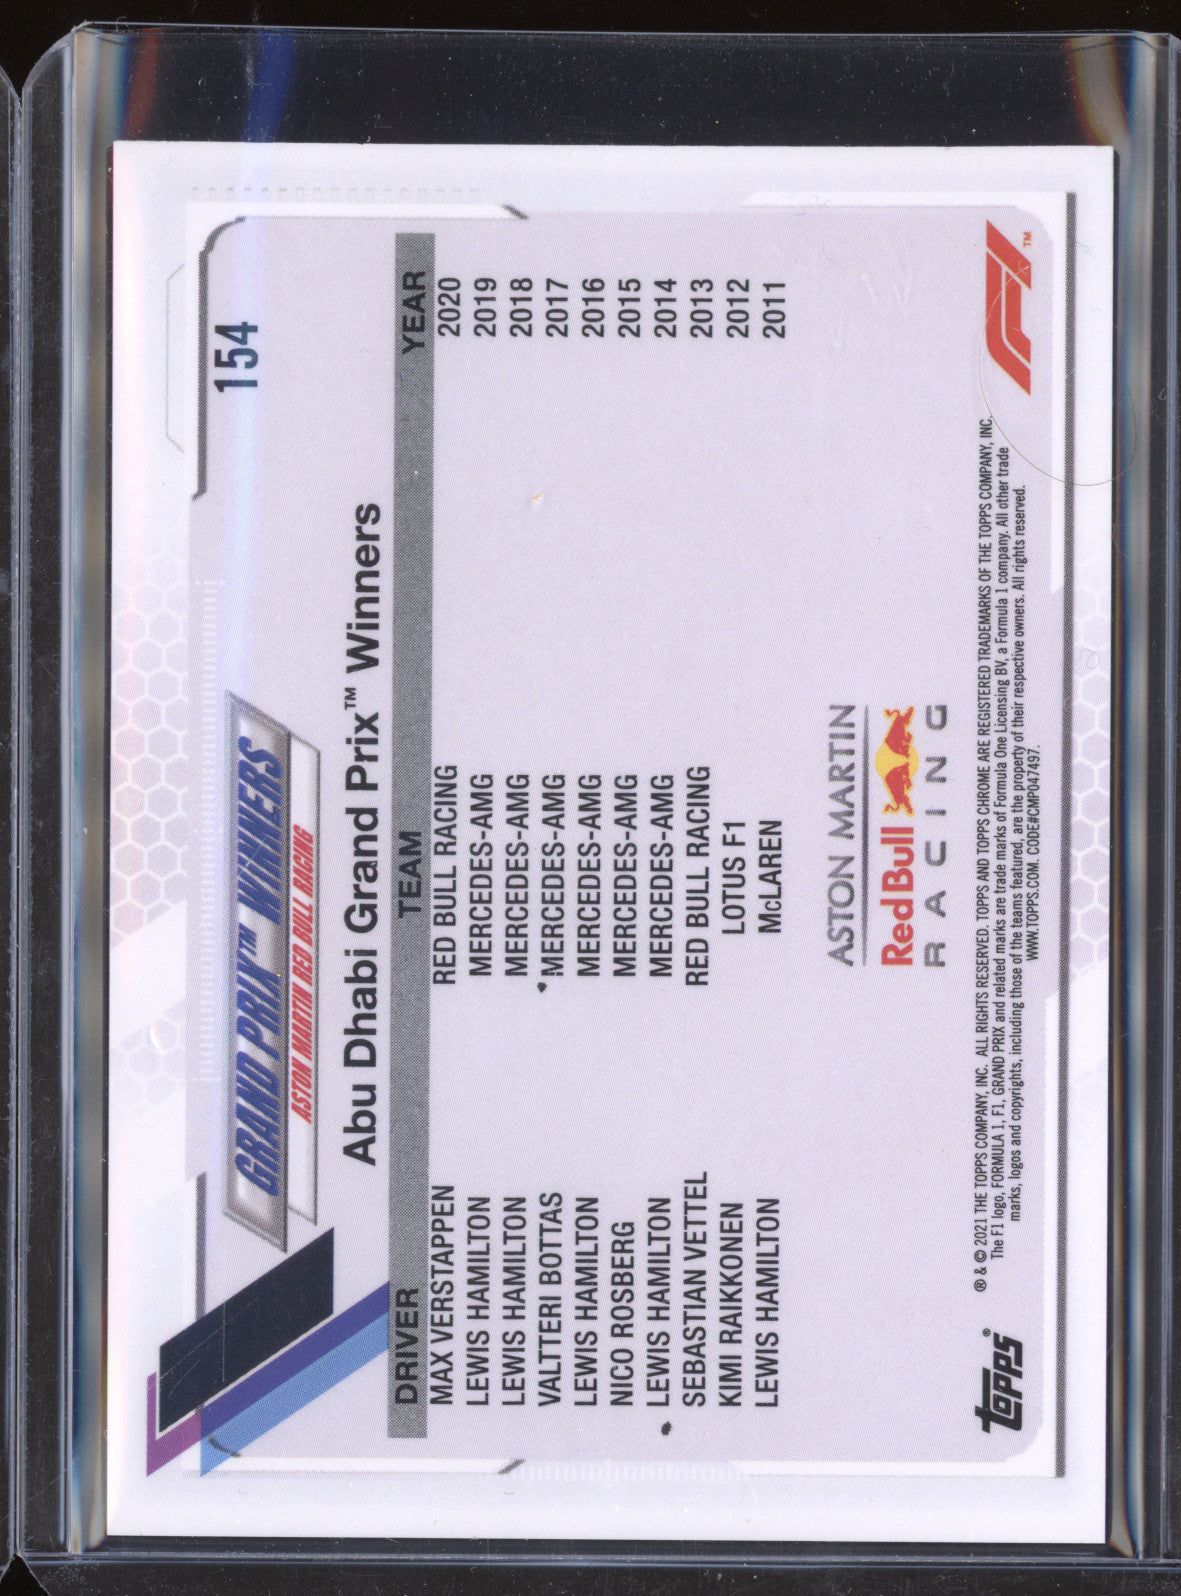 154
GRAND PRIX™ WINNERS
ASTON MARTIN RED BULL RACING
Abu Dhabi Grand Prix™ Winners
DRIVER TEAM YEAR
MAX VERSTAPPEN RED BULL RACING 2020
LEWIS HAMILTON MERCEDES-AMG 2019
LEWIS HAMILTON MERCEDES-AMG 2018
VALTTERI BOTTAS MERCEDES-AMG 2017
LEWIS HAMILTON MERCEDES-AMG 2016
NICO ROSBERG MERCEDES-AMG 2015
LEWIS HAMILTON MERCEDES-AMG 2014
SEBASTIAN VETTEL RED BULL RACING 2013
KIMI RAIKKONEN LOTUS F1 2012
LEWIS HAMILTON McLAREN 2011
ASTON MARTIN
Red Bull
RACING
TOPPS®
® & © 2021 THE TOPPS COMPANY, INC. ALL RIGHTS RESERVED. TOPPS AND TOPPS CHROME ARE REGISTERED TRADEMARKS OF THE TOPPS COMPANY, INC.
The F1 logo, FORMULA 1, F1, GRAND PRIX and related marks are trade marks of Formula One Licensing BV, a Formula 1 company. All other trade
marks, logos and copyrights, including those of the teams featured, are the property of their respective owners. All rights reserved.
WWW.TOPPS.COM. CODE#CMP047497.
F1™